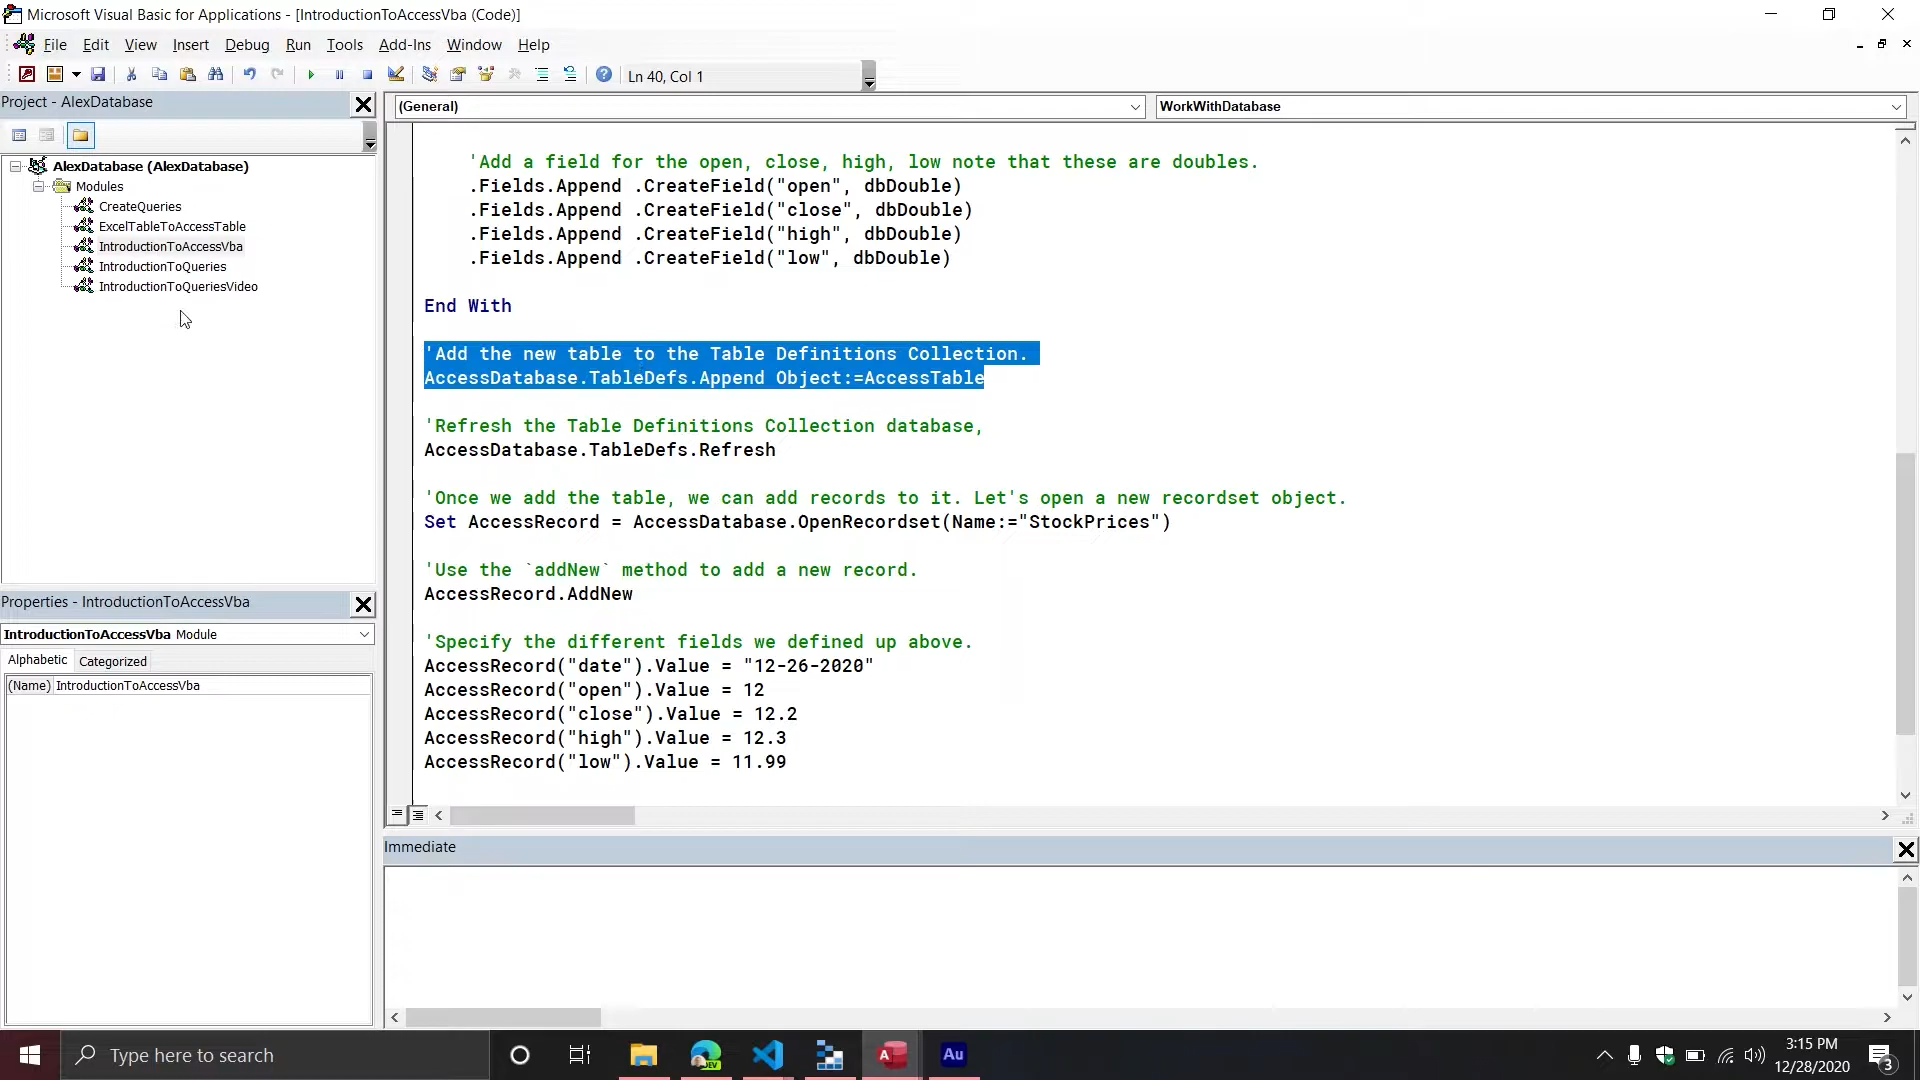 Microsoft Visual Basic for Applications - [IntroductionToAccessVba (Code)]
File Edit View Insert Debug Run Tools Add-Ins Window Help
Ln 40, Col 1
Project - AlexDatabase
AlexDatabase (AlexDatabase)
Modules
CreateQueries
ExcelTableToAccessTable
IntroductionToAccessVba
IntroductionToQueries
IntroductionToQueriesVideo
Properties - IntroductionToAccessVba
IntroductionToAccessVba Module
Alphabetic Categorized
(Name) IntroductionToAccessVba
(General) WorkWithDatabase
'Add a field for the open, close, high, low note that these are doubles.
.Fields.Append .CreateField("open", dbDouble)
.Fields.Append .CreateField("close", dbDouble)
.Fields.Append .CreateField("high", dbDouble)
.Fields.Append .CreateField("low", dbDouble)
End With
'Add the new table to the Table Definitions Collection.
AccessDatabase.TableDefs.Append Object:=AccessTable
'Refresh the Table Definitions Collection database,
AccessDatabase.TableDefs.Refresh
'Once we add the table, we can add records to it. Let's open a new recordset object.
Set AccessRecord = AccessDatabase.OpenRecordset(Name:="StockPrices")
'Use the `addNew` method to add a new record.
AccessRecord.AddNew
'Specify the different fields we defined up above.
AccessRecord("date").Value = "12-26-2020"
AccessRecord("open").Value = 12
AccessRecord("close").Value = 12.2
AccessRecord("high").Value = 12.3
AccessRecord("low").Value = 11.99
Immediate
Type here to search
DEV
A
Au
3:15 PM
12/28/2020
3